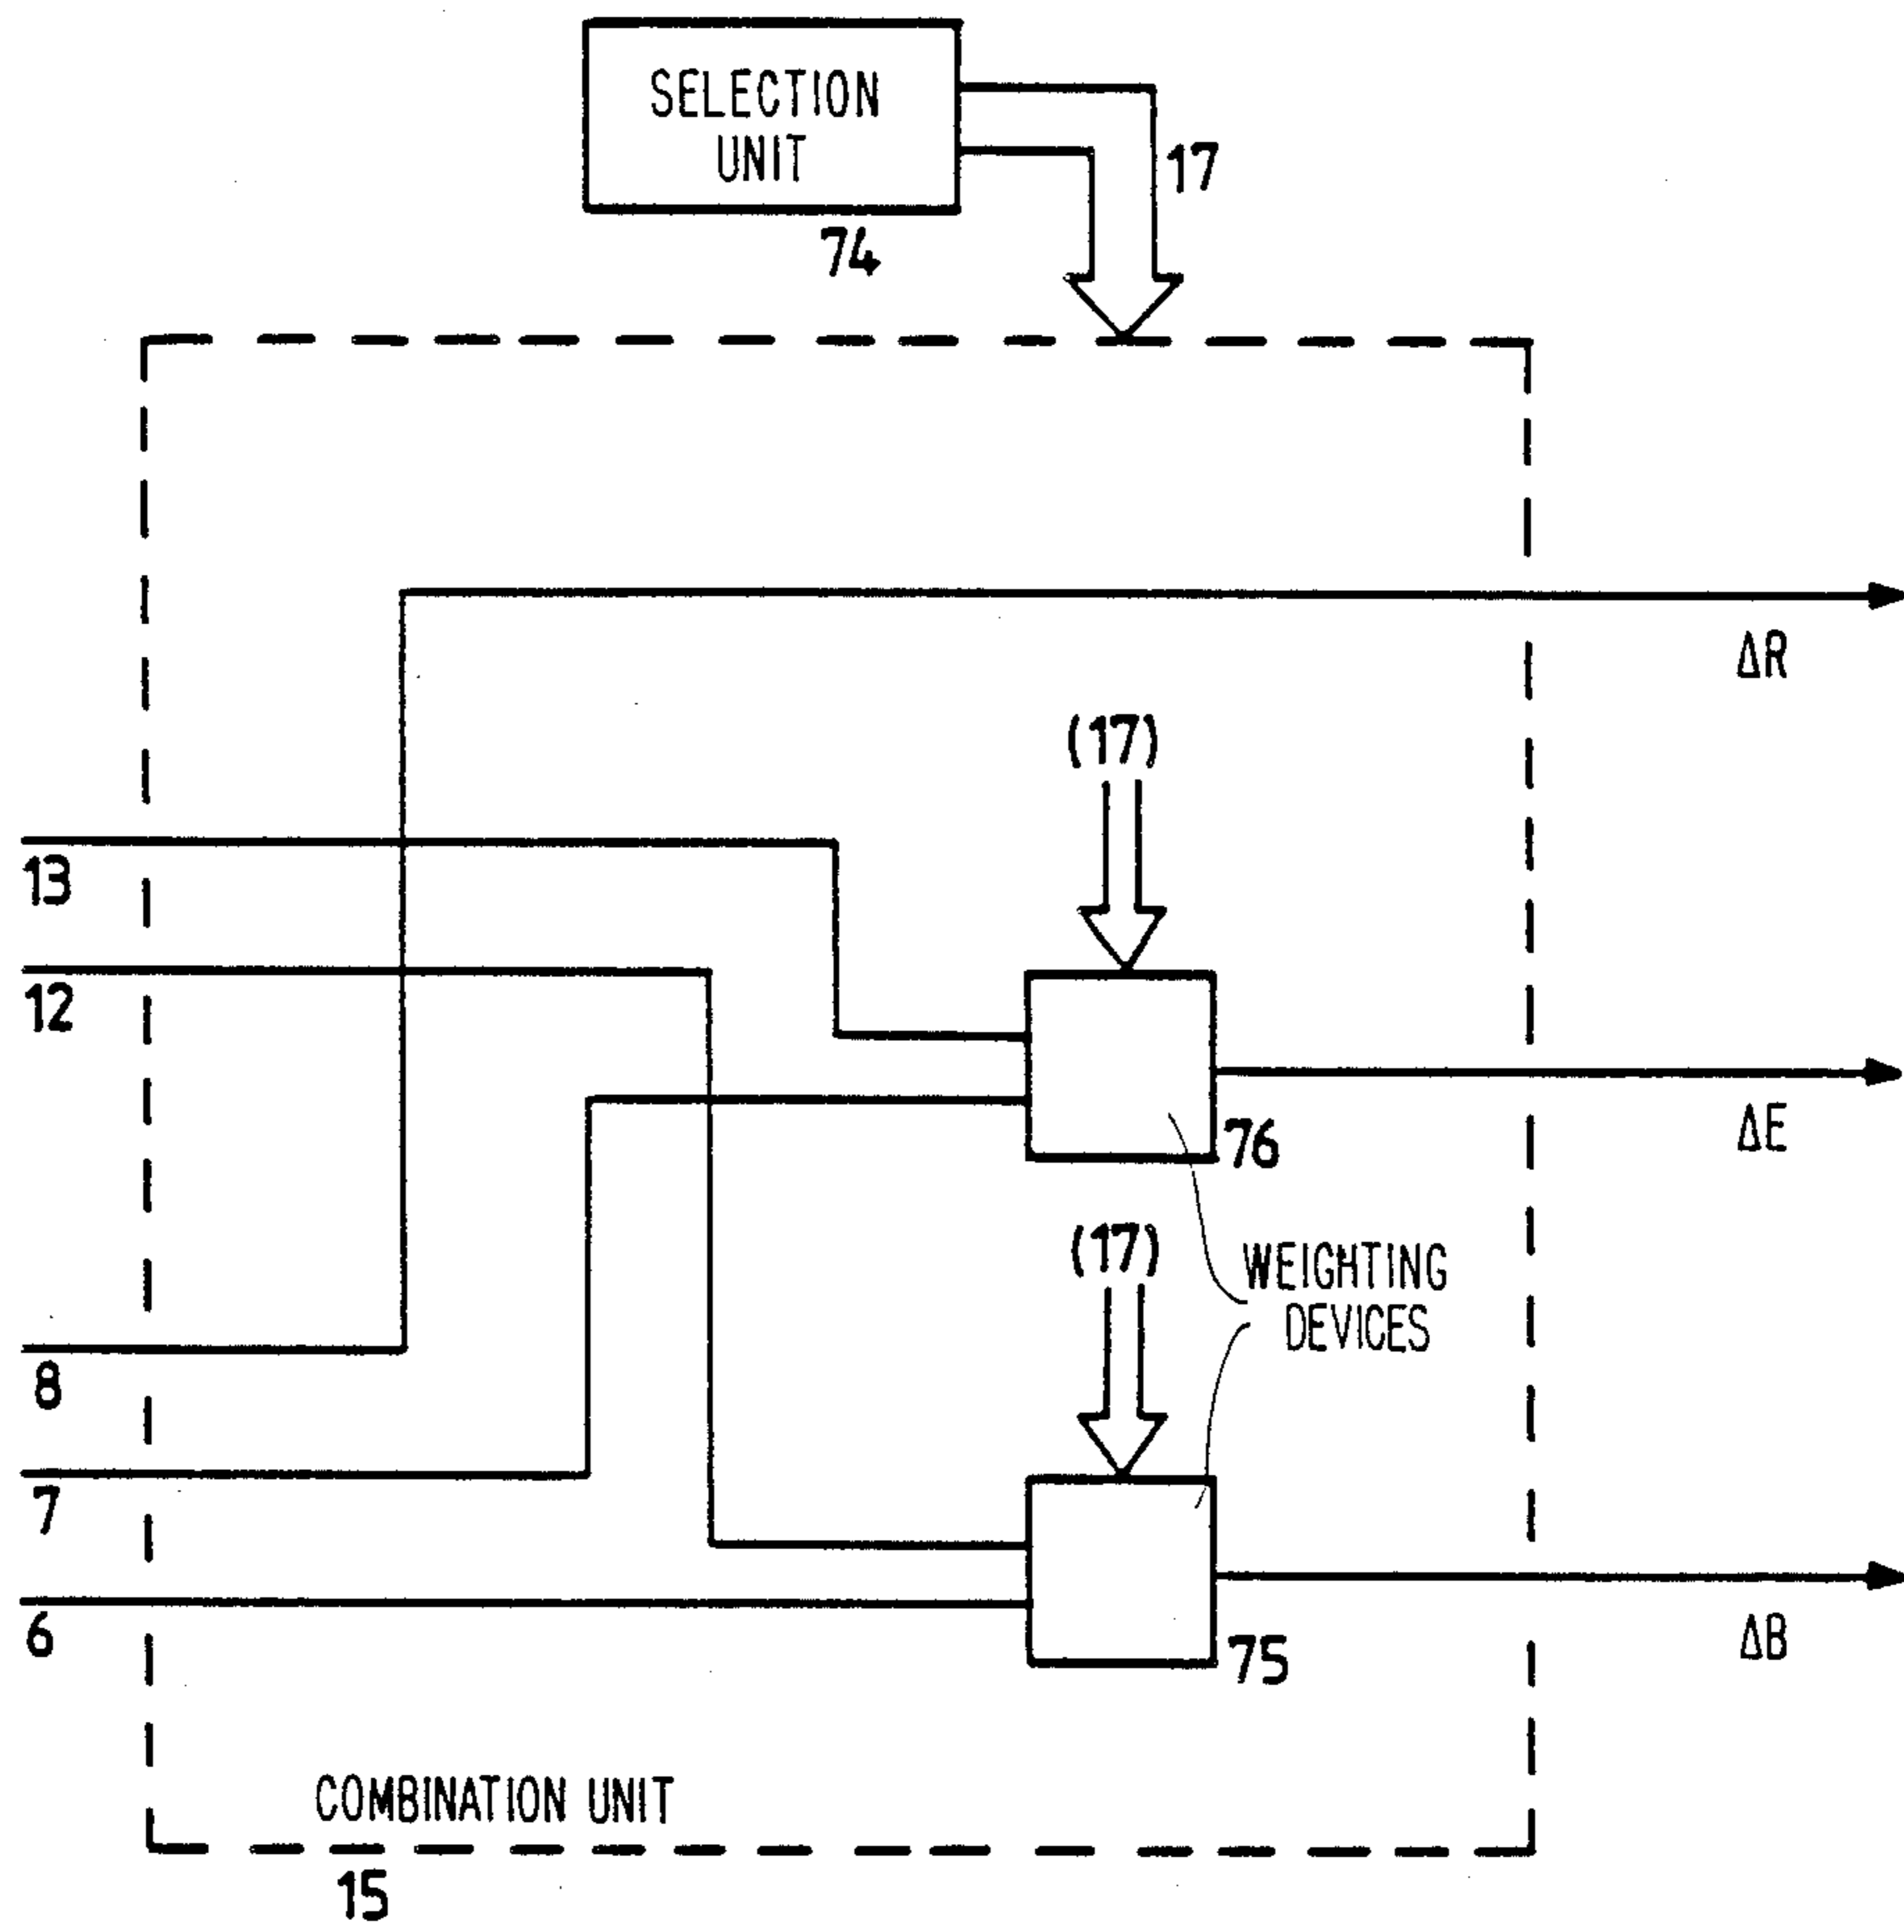 SELECTION
UNIT
17
74
ΔR
(17)
13
12
76
ΔE
(17)
WEIGHTING
DEVICES
8
7
6
75
ΔB
COMBINATION UNIT
15